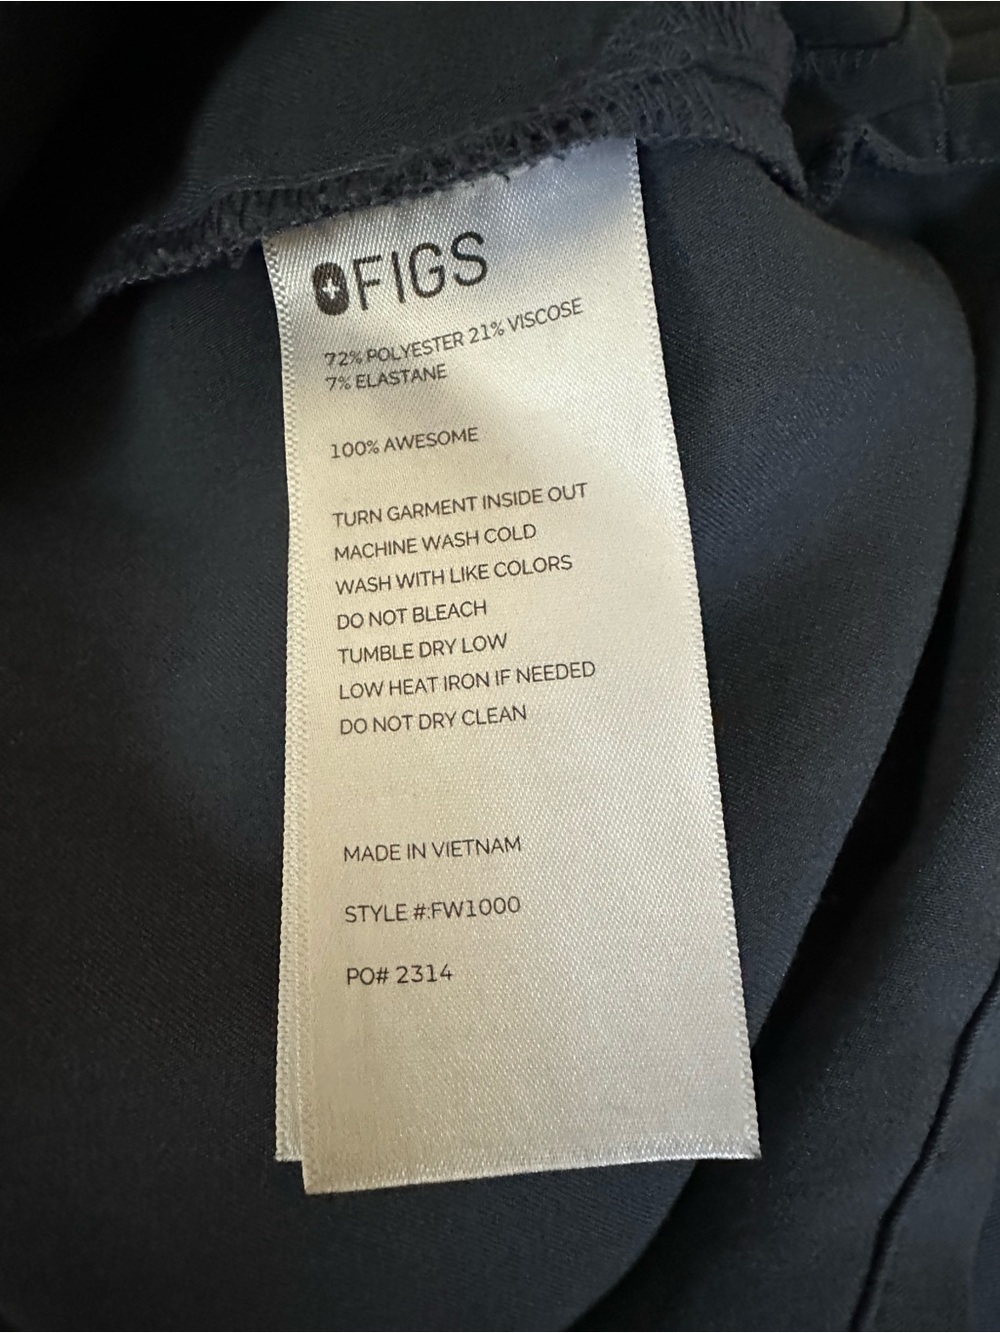 FIGS
72% POLYESTER 21% VISCOSE
7% ELASTANE
100% AWESOME
TURN GARMENT INSIDE OUT
MACHINE WASH COLD
WASH WITH LIKE COLORS
DO NOT BLEACH
TUMBLE DRY LOW
LOW HEAT IRON IF NEEDED
DO NOT DRY CLEAN
MADE IN VIETNAM
STYLE #:FW1000
PO# 2314